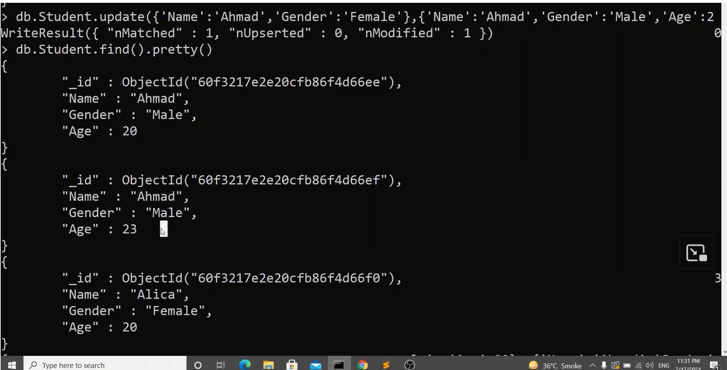 > db.Student.update({'Name':'Ahmad','Gender':'Female'},{'Name':'Ahmad','Gender':'Male','Age':2
WriteResult({ "nMatched" : 1, "nUpserted" : 0, "nModified" : 1 })
0
> db.Student.find().pretty()
{
"_id" : ObjectId("60f3217e2e20cfb86f4d66ee"),
"Name" : "Ahmad",
"Gender" : "Male",
"Age" : 20
}
{
"_id" : ObjectId("60f3217e2e20cfb86f4d66ef"),
"Name" : "Ahmad",
"Gender" : "Male",
"Age" : 23
}
{
"_id" : ObjectId("60f3217e2e20cfb86f4d66f0"),
3
"Name" : "Alica",
"Gender" : "Female",
"Age" : 20
}
Type here to search
36°C Smoke
ENG
11:31 PM
7/17/2021